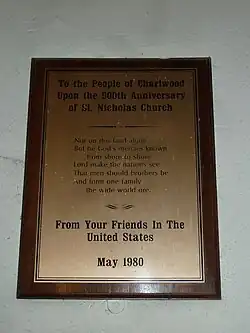 To the People of Charlwood
Upon the 900th Anniversary
of St. Nicholas Church
Not on this land alone
But be God's mercies known
From shore to shore
Lord make the nations see
That men should brothers be
And form one family
the wide world ore.
From Your Friends In The
United States
May 1980